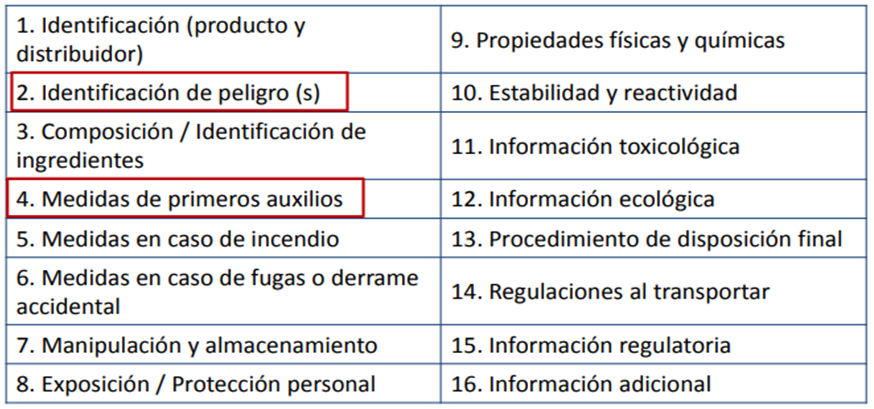 1. Identificación (producto y
distribuidor)
2. Identificación de peligro (s)
3. Composición / Identificación de
ingredientes
4. Medidas de primeros auxilios
5. Medidas en caso de incendio
6. Medidas en caso de fugas o derrame
accidental
7. Manipulación y almacenamiento
8. Exposición / Protección personal
9. Propiedades físicas y químicas
10. Estabilidad y reactividad
11. Información toxicológica
12. Información ecológica
13. Procedimiento de disposición final
14. Regulaciones al transportar
15. Información regulatoria
16. Información adicional